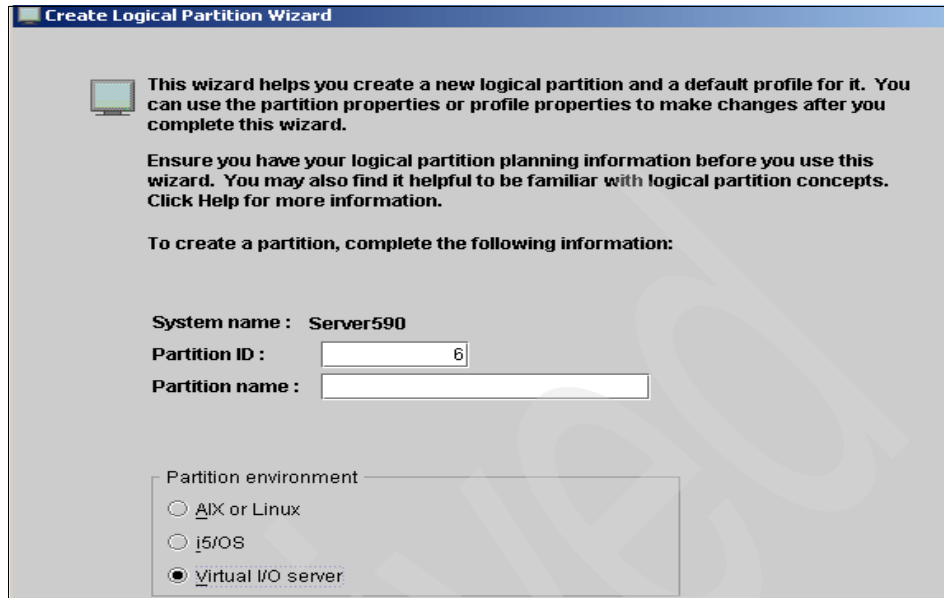 Create Logical Partition Wizard
This wizard helps you create a new logical partition and a default profile for it. You
can use the partition properties or profile properties to make changes after you
complete this wizard.
Ensure you have your logical partition planning information before you use this
wizard. You may also find it helpful to be familiar with logical partition concepts.
Click Help for more information.
To create a partition, complete the following information:
System name : Server590
Partition ID : 6
Partition name :
Partition environment
AIX or Linux
i5/OS
Virtual I/O server